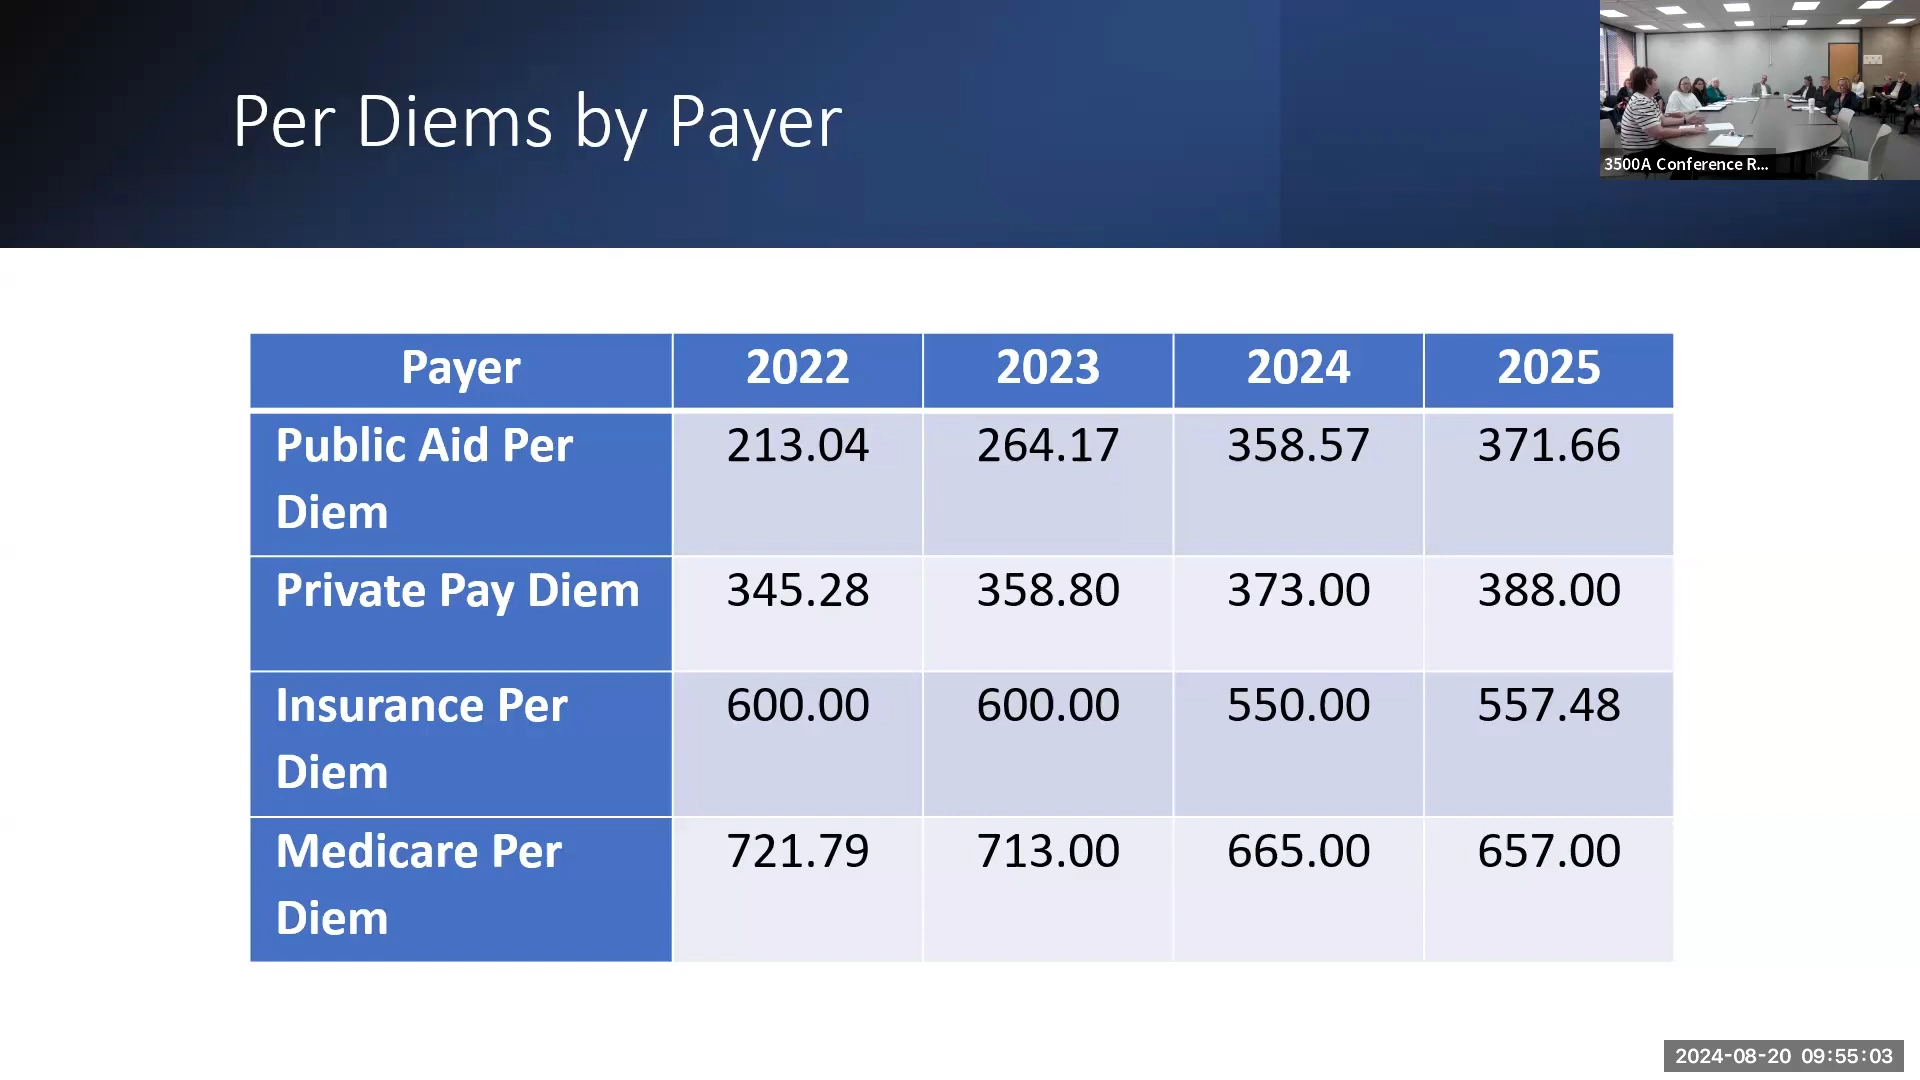 Per Diems by Payer
3500A Conference R...
Payer 2022 2023 2024 2025
Public Aid Per Diem 213.04 264.17 358.57 371.66
Private Pay Diem 345.28 358.80 373.00 388.00
Insurance Per Diem 600.00 600.00 550.00 557.48
Medicare Per Diem 721.79 713.00 665.00 657.00
2024-08-20 09:55:03